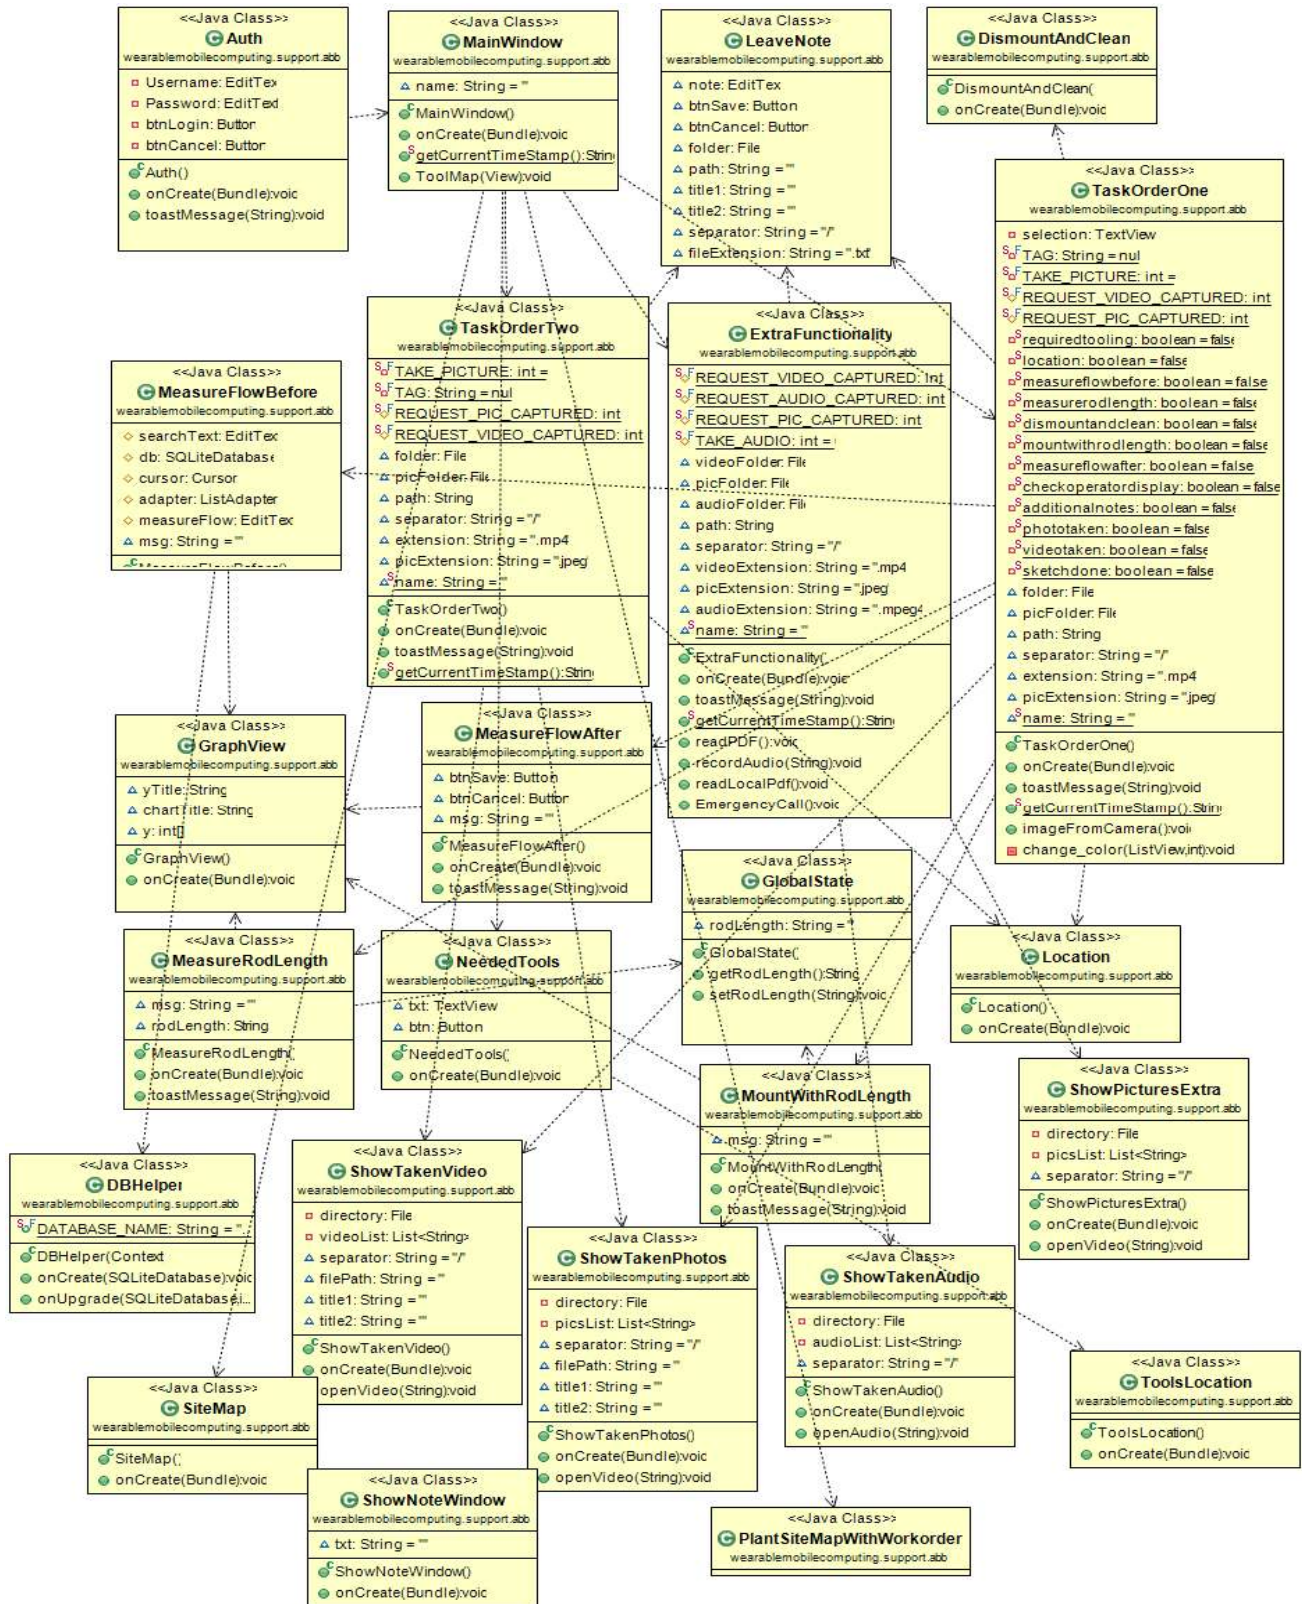 <<Java Class>>
Auth
wearablemobilecomputing.support.abb
Username: EditTex
Password: EditText
btnLogin: Button
btnCancel: Button
Auth()
onCreate(Bundle):void
toastMessage(String):void
<<Java Class>>
MainWindow
wearablemobilecomputing.support.abb
name: String = ""
MainWindow()
onCreate(Bundle):void
getCurrentTimeStamp():String
ToolMap(View):void
<<Java Class>>
LeaveNote
wearablemobilecomputing.support.abb
note: EditTex
btnSave: Button
btnCancel: Button
folder: File
path: String = ""
title1: String = ""
title2: String = ""
separator: String = "/"
fileExtension: String = ".txt"
<<Java Class>>
DismountAndClean
wearablemobilecomputing.support.abb
DismountAndClean(
onCreate(Bundle):void
<<Java Class>>
TaskOrderOne
wearablemobilecomputing.support.abb
selection: TextView
TAG: String = nul
TAKE_PICTURE: int =
REQUEST_VIDEO_CAPTURED: int
REQUEST_PIC_CAPTURED: int
requiredtooling: boolean = false
location: boolean = false
measureflowbefore: boolean = false
measurerodlength: boolean = false
dismountandclean: boolean = false
mountwithrodlength: boolean = false
measureflowafter: boolean = false
checkoperatordisplay: boolean = false
additionalnotes: boolean = false
phototaken: boolean = false
videotaken: boolean = false
sketchdone: boolean = false
folder: File
picFolder: File
path: String
separator: String = "/"
extension: String = ".mp4
picExtension: String = ".jpeg
name: String = "
TaskOrderOne()
onCreate(Bundle):void
toastMessage(String):void
getCurrentTimeStamp():String
imageFromCamera():void
change_color(ListView,int):void
<<Java Class>>
TaskOrderTwo
wearablemobilecomputing.support.abb
TAKE_PICTURE: int =
TAG: String = nul
REQUEST_PIC_CAPTURED: int
REQUEST_VIDEO_CAPTURED: int
folder: File
picFolder: File
path: String
separator: String = "/"
extension: String = ".mp4
picExtension: String = ".jpeg
name: String = "
TaskOrderTwo()
onCreate(Bundle):void
toastMessage(String):void
getCurrentTimeStamp():String
<<Java Class>>
ExtraFunctionality
wearablemobilecomputing.support.abb
REQUEST_VIDEO_CAPTURED: int
REQUEST_AUDIO_CAPTURED: int
REQUEST_PIC_CAPTURED: int
TAKE_AUDIO: int =
videoFolder: File
picFolder: File
audioFolder: File
path: String
separator: String = "/"
videoExtension: String = ".mp4
picExtension: String = ".jpeg
audioExtension: String = ".mpeg4
name: String = "
ExtraFunctionality(
onCreate(Bundle):void
toastMessage(String):void
getCurrentTimeStamp():String
readPDF():void
recordAudio(String):void
readLocalPdf():void
EmergencyCall():void
<<Java Class>>
MeasureFlowBefore
wearablemobilecomputing.support.abb
searchText: EditTex
db: SQLiteDatabase
cursor: Cursor
adapter: ListAdapter
measureFlow: EditTex
msg: String = ""
MeasureFlowBefore()
<<Java Class>>
GraphView
wearablemobilecomputing.support.abb
yTitle: String
chartTitle: String
y: int[]
GraphView()
onCreate(Bundle):void
<<Java Class>>
MeasureFlowAfter
wearablemobilecomputing.support.abb
btnSave: Button
btnCancel: Button
msg: String = ""
MeasureFlowAfter()
onCreate(Bundle):void
toastMessage(String):void
<<Java Class>>
GlobalState
wearablemobilecomputing.support.abb
rodLength: String = ""
GlobalState(
getRodLength():String
setRodLength(String):void
<<Java Class>>
MeasureRodLength
wearablemobilecomputing.support.abb
msg: String = ""
rodLength: String
MeasureRodLength(
onCreate(Bundle):void
toastMessage(String):void
<<Java Class>>
NeededTools
wearablemobilecomputing.support.abb
txt: TextView
btn: Button
NeededTools(
onCreate(Bundle):void
<<Java Class>>
Location
wearablemobilecomputing.support.abb
Location()
onCreate(Bundle):void
<<Java Class>>
MountWithRodLength
wearablemobilecomputing.support.abb
msg: String = ""
MountWithRodLength(
onCreate(Bundle):void
toastMessage(String):void
<<Java Class>>
ShowPicturesExtra
wearablemobilecomputing.support.abb
directory: File
picsList: List<String>
separator: String = "/"
ShowPicturesExtra()
onCreate(Bundle):void
openVideo(String):void
<<Java Class>>
DBHelper
wearablemobilecomputing.support.abb
DATABASE_NAME: String = "
DBHelper(Context
onCreate(SQLiteDatabase):void
onUpgrade(SQLiteDatabase,i...
<<Java Class>>
ShowTakenVideo
wearablemobilecomputing.support.abb
directory: File
videoList: List<String>
separator: String = "/"
filePath: String = "
title1: String = ""
title2: String = ""
ShowTakenVideo()
onCreate(Bundle):void
openVideo(String):void
<<Java Class>>
ShowTakenPhotos
wearablemobilecomputing.support.abb
directory: File
picsList: List<String>
separator: String = "/"
filePath: String = "
title1: String = ""
title2: String = ""
ShowTakenPhotos()
onCreate(Bundle):void
openVideo(String):void
<<Java Class>>
ShowTakenAudio
wearablemobilecomputing.support.abb
directory: File
audioList: List<String>
separator: String = "/"
ShowTakenAudio()
onCreate(Bundle):void
openAudio(String):void
<<Java Class>>
ToolsLocation
wearablemobilecomputing.support.abb
ToolsLocation()
onCreate(Bundle):void
<<Java Class>>
SiteMap
wearablemobilecomputing.support.abb
SiteMap(
onCreate(Bundle):void
<<Java Class>>
ShowNoteWindow
wearablemobilecomputing.support.abb
txt: String = ""
ShowNoteWindow()
onCreate(Bundle):void
<<Java Class>>
PlantSiteMapWithWorkorder
wearablemobilecomputing.support.abb